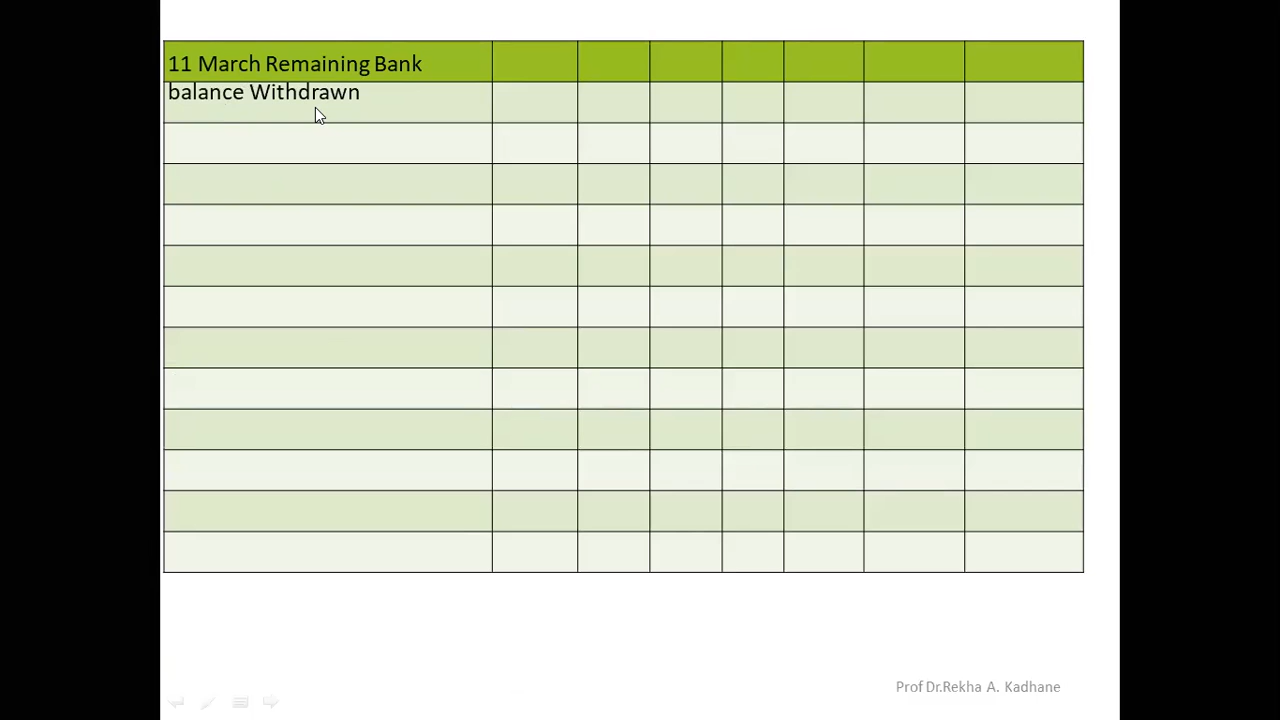 11 March Remaining Bank
balance Withdrawn
Prof Dr.Rekha A. Kadhane